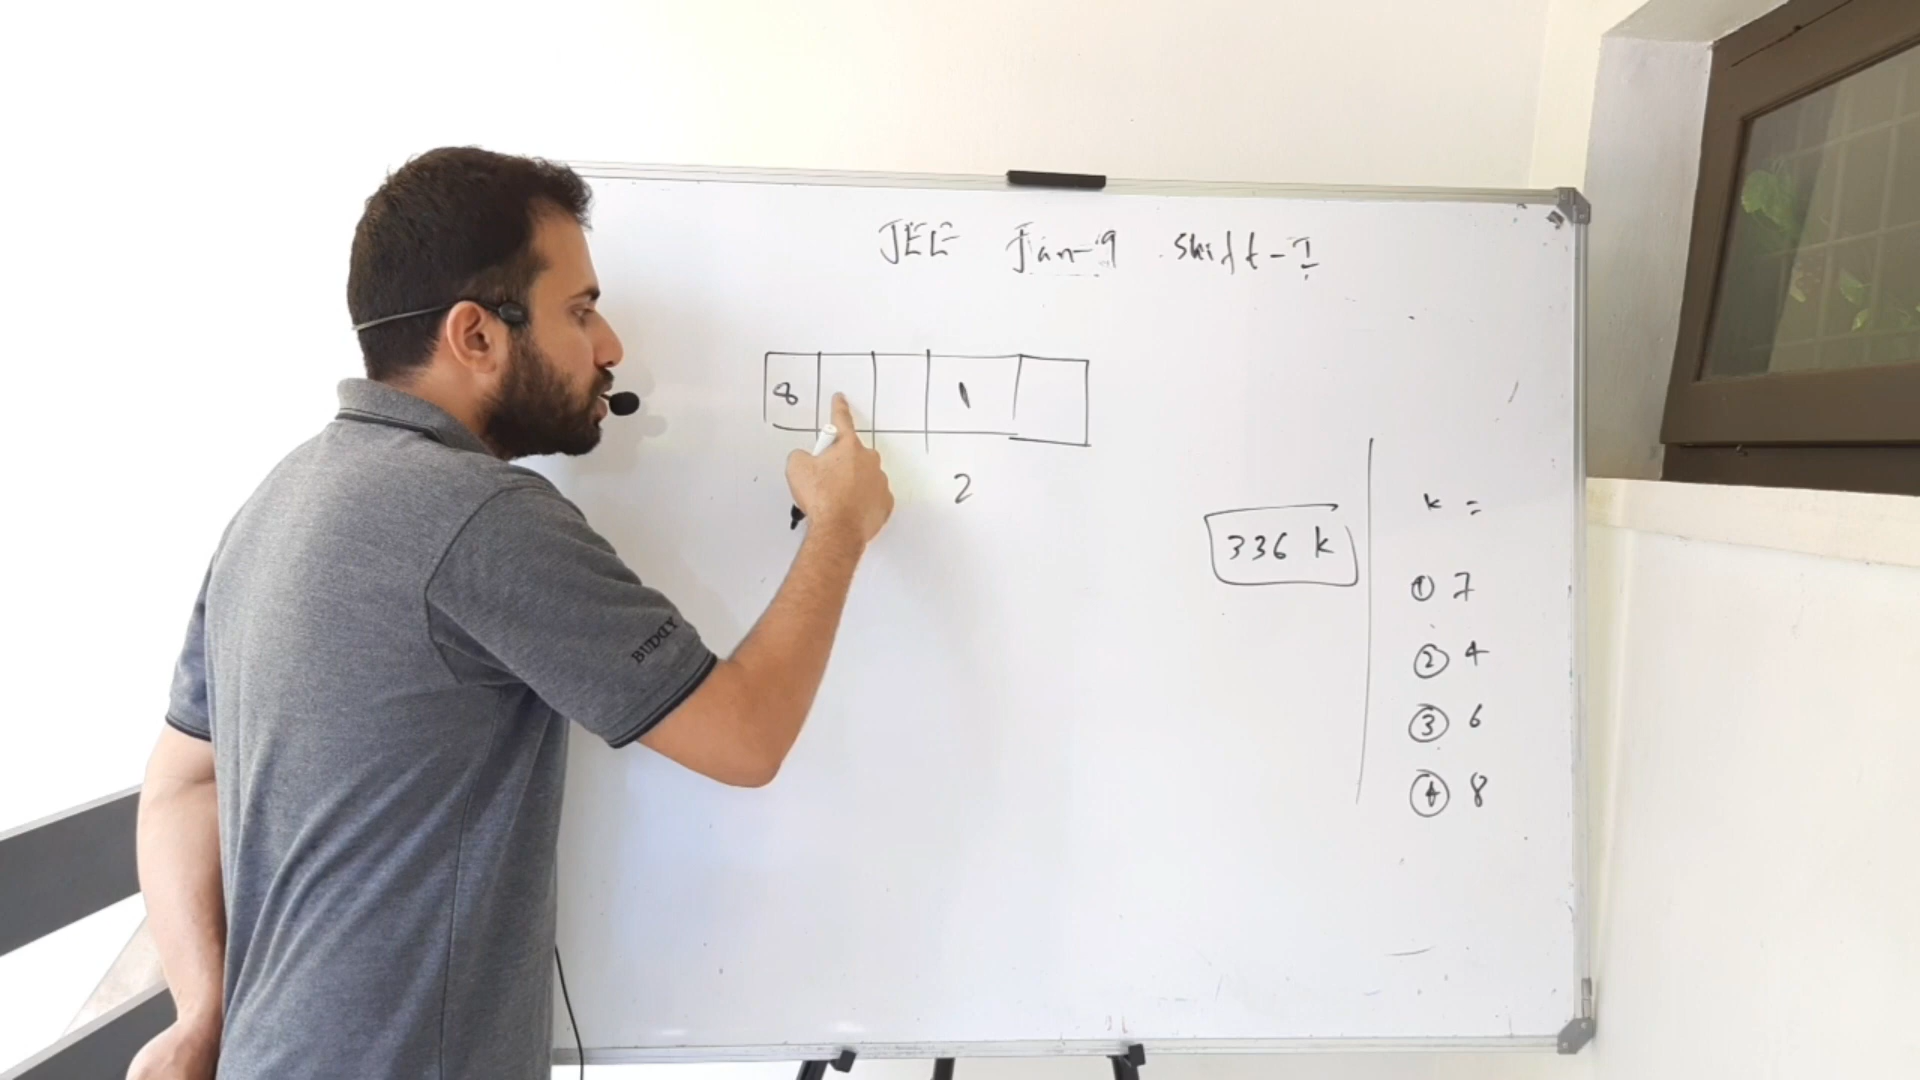 JEE Jan-9 Shift-I
8 1
2
336 k
k =
① 7
② 4
③ 6
④ 8
BUDDY